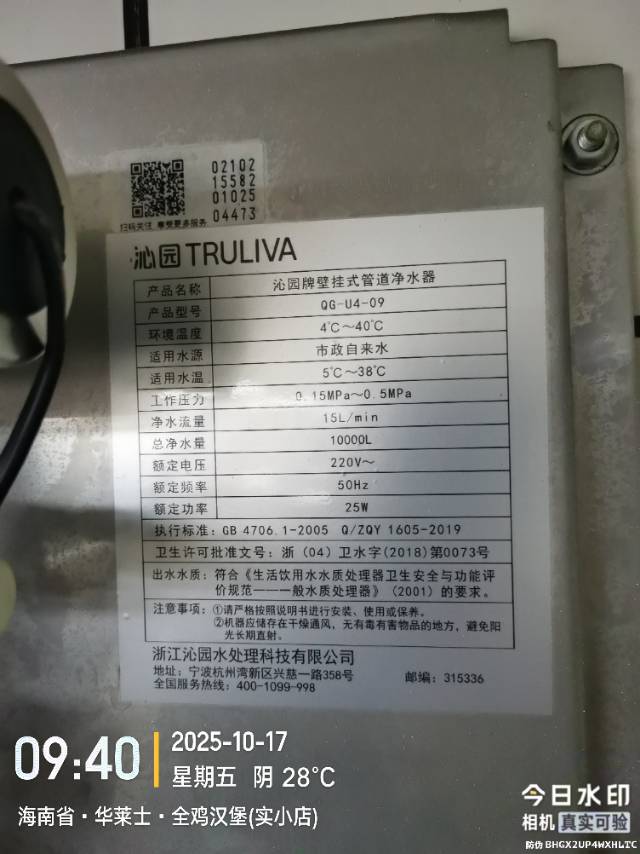 02102
15582
01025
04473
扫码关注 尊享更多服务
沁园 TRULIVA
产品名称 沁园牌壁挂式管道净水器
产品型号 QG-U4-09
环境温度 4℃～40℃
适用水源 市政自来水
适用水温 5℃～38℃
工作压力 0.15MPa～0.5MPa
净水流量 15L/min
总净水量 10000L
额定电压 220V～
额定频率 50Hz
额定功率 25W
执行标准: GB 4706.1-2005 Q/ZQY 1605-2019
卫生许可批准文号: 浙 (04) 卫水字(2018)第0073号
出水水质: 符合《生活饮用水水质处理器卫生安全与功能评
价规范———一般水质处理器》(2001) 的要求。
注意事项: ①请严格按照说明书进行安装、使用或保养。
②机器应储存在干燥通风，无有毒有害物品的地方，避免阳
光长期直射。
浙江沁园水处理科技有限公司
地址: 宁波杭州湾新区兴慈一路358号 邮编: 315336
全国服务热线: 400-1099-998
09:40
2025-10-17
星期五 阴 28°C
海南省·华莱士·全鸡汉堡(实小店)
今日水印
相机 真实可验
防伪 BHGX2UP4WXHLTC